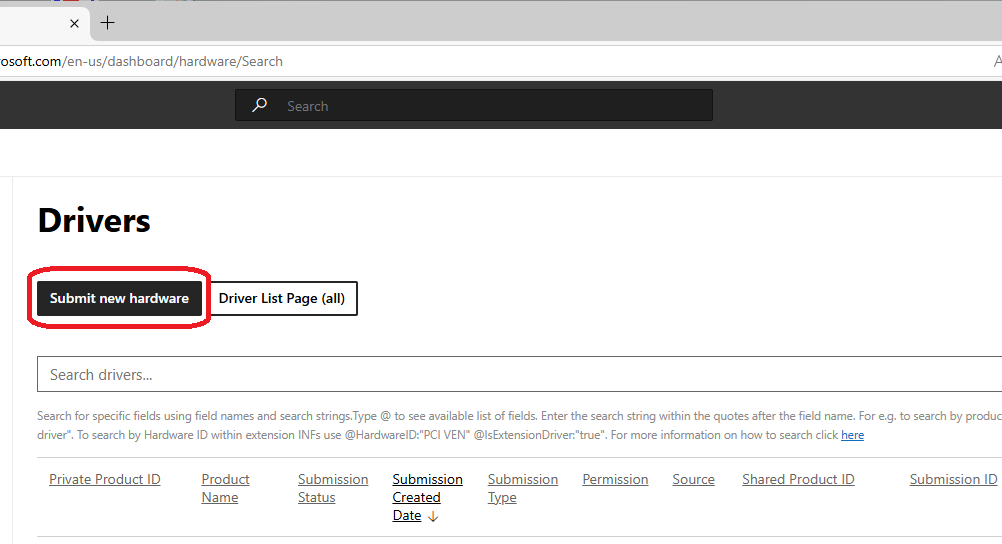 rosoft.com/en-us/dashboard/hardware/Search
Search
Drivers
Submit new hardware
Driver List Page (all)
Search drivers...
Search for specific fields using field names and search strings.Type @ to see available list of fields. Enter the search string within the quotes after the field name. For e.g. to search by produc
driver". To search by Hardware ID within extension INFs use @HardwareID:"PCI VEN" @IsExtensionDriver:"true". For more information on how to search click here
Private Product ID
Product
Name
Submission
Status
Submission
Created
Date ↓
Submission
Type
Permission
Source
Shared Product ID
Submission ID